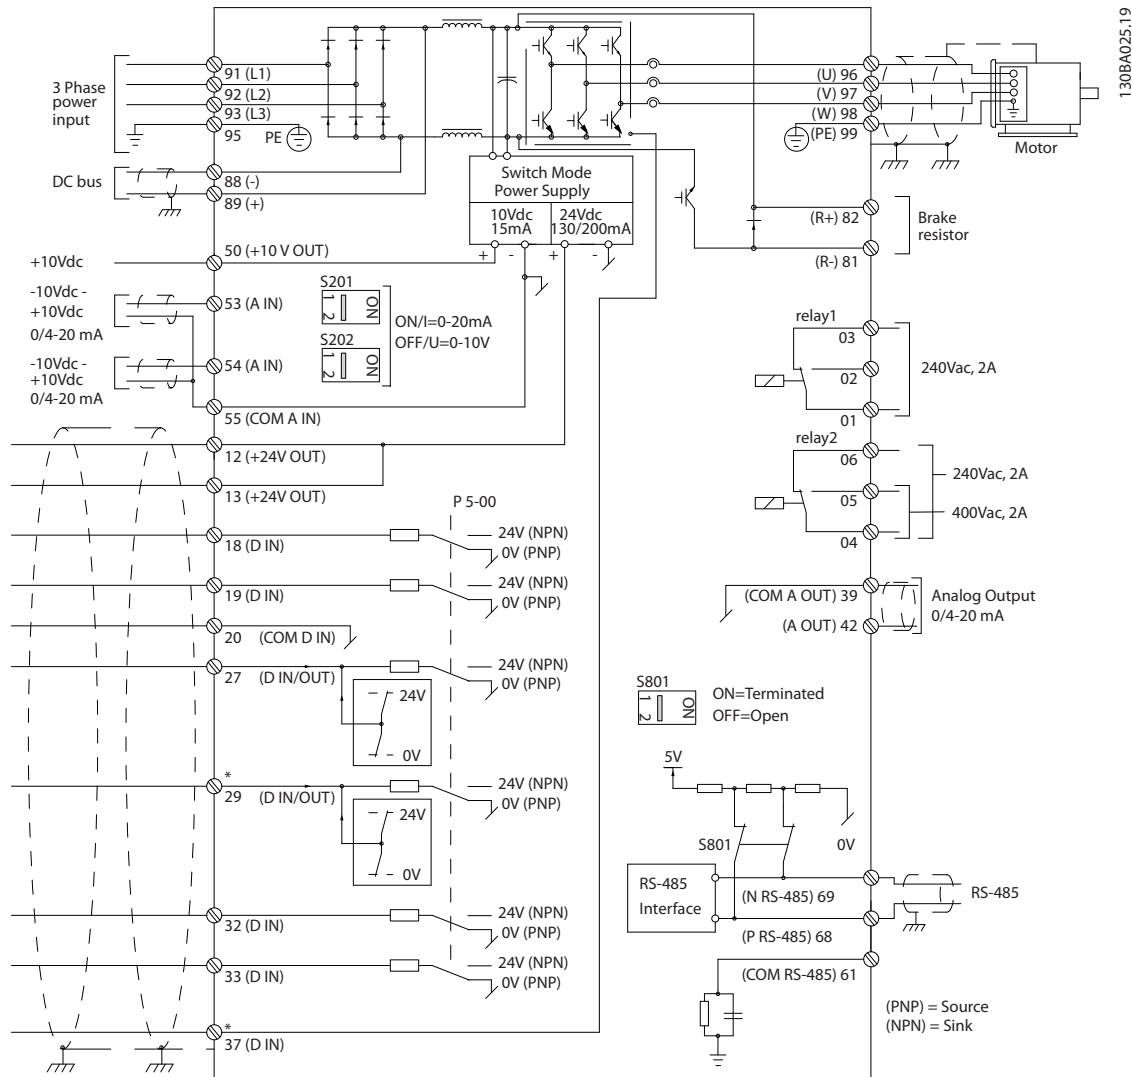 130BA025.19
3 Phase
power
input
91 (L1)
92 (L2)
93 (L3)
95
PE
DC bus
88 (-)
89 (+)
Switch Mode
Power Supply
10Vdc
15mA
24Vdc
130/200mA
+
-
+
-
(U) 96
(V) 97
(W) 98
(PE) 99
Motor
(R+) 82
(R-) 81
Brake
resistor
+10Vdc
50 (+10 V OUT)
-10Vdc -
+10Vdc
0/4-20 mA
53 (A IN)
-10Vdc -
+10Vdc
0/4-20 mA
54 (A IN)
55 (COM A IN)
S201
1
2
ON
S202
1
2
ON
ON/I=0-20mA
OFF/U=0-10V
12 (+24V OUT)
13 (+24V OUT)
P 5-00
18 (D IN)
24V (NPN)
0V (PNP)
19 (D IN)
24V (NPN)
0V (PNP)
20 (COM D IN)
27 (D IN/OUT)
24V (NPN)
0V (PNP)
24V
0V
*
29 (D IN/OUT)
24V (NPN)
0V (PNP)
24V
0V
32 (D IN)
24V (NPN)
0V (PNP)
33 (D IN)
24V (NPN)
0V (PNP)
*
37 (D IN)
relay1
03
02
01
240Vac, 2A
relay2
06
05
04
240Vac, 2A
400Vac, 2A
(COM A OUT) 39
(A OUT) 42
Analog Output
0/4-20 mA
S801
1
2
ON
ON=Terminated
OFF=Open
5V
S801
0V
RS-485
Interface
(N RS-485) 69
(P RS-485) 68
(COM RS-485) 61
RS-485
(PNP) = Source
(NPN) = Sink